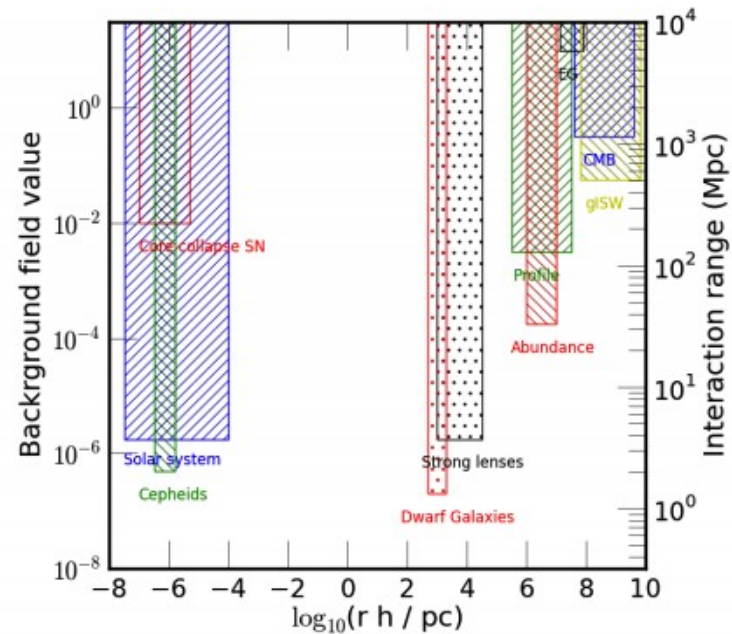 Backrground field value
10^0
10^{-2}
10^{-4}
10^{-6}
10^{-8}
Core collapse SN
Solar system
Cepheids
Strong lenses
Dwarf Galaxies
EG
CMB
gISW
Profile
Abundance
10^4
10^3
10^2
10^1
10^0
Interaction range (Mpc)
−8 −6 −4 −2 0 2 4 6 8 10
log_{10}(r h / pc)